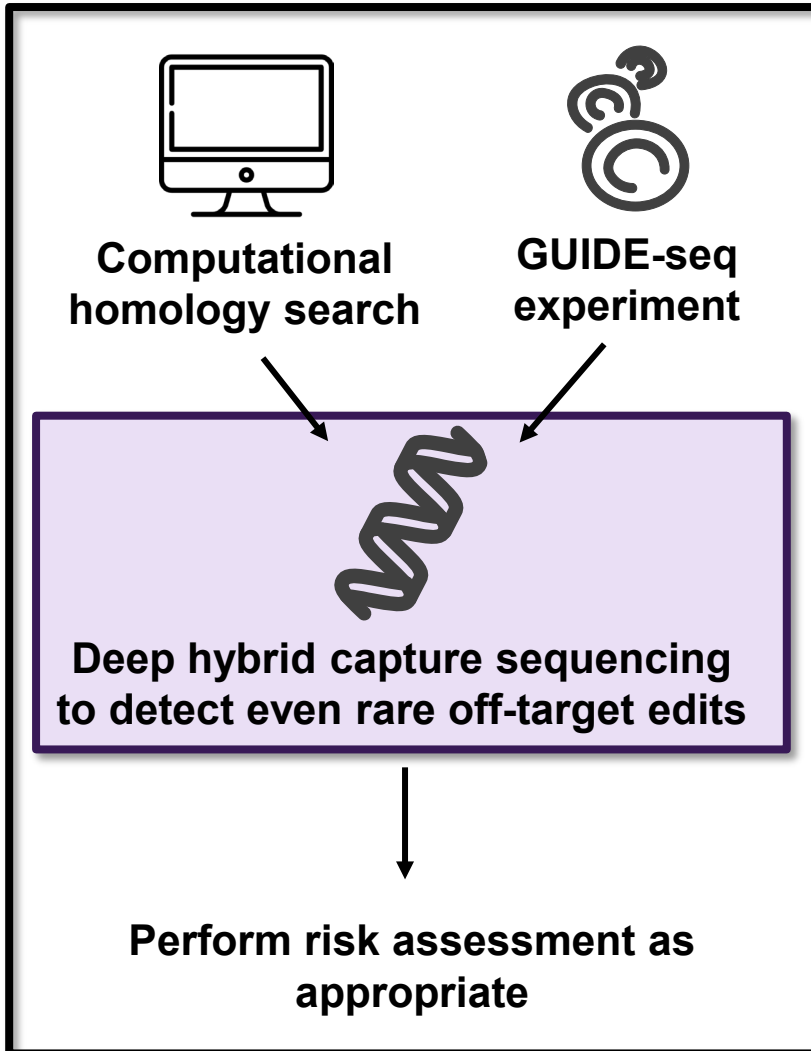 Computational
homology search
GUIDE-seq
experiment
Deep hybrid capture sequencing
to detect even rare off-target edits
Perform risk assessment as
appropriate